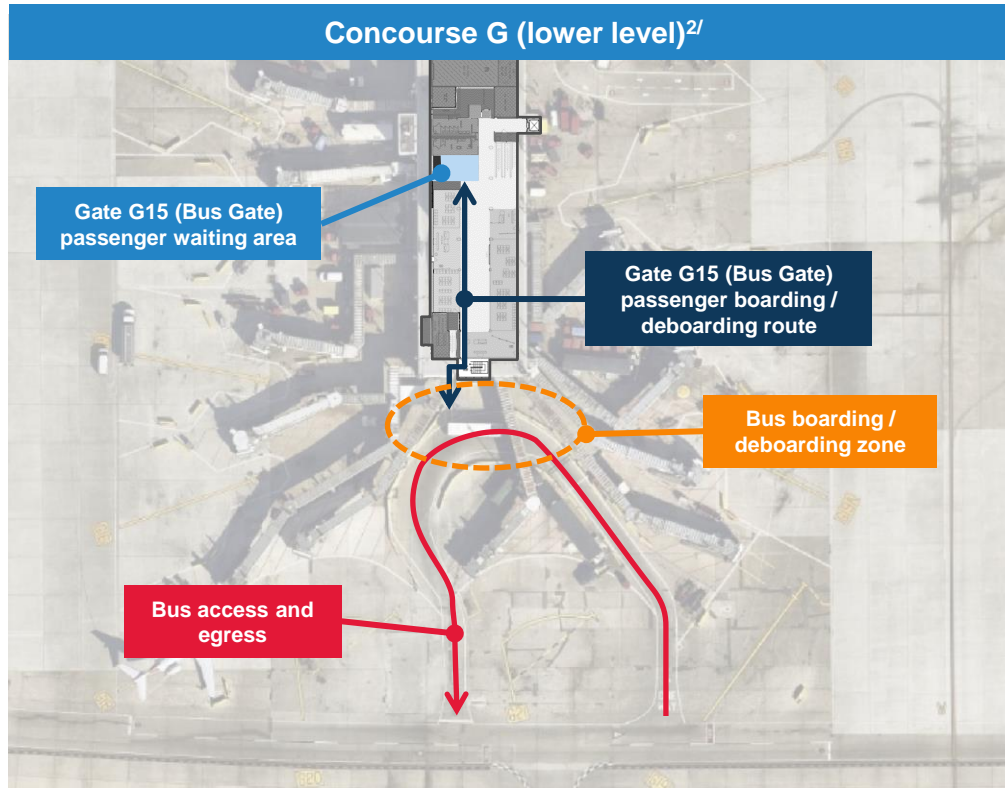 Concourse G (lower level)2/
Gate G15 (Bus Gate)
passenger waiting area
Gate G15 (Bus Gate)
passenger boarding /
deboarding route
Bus boarding /
deboarding zone
Bus access and
egress